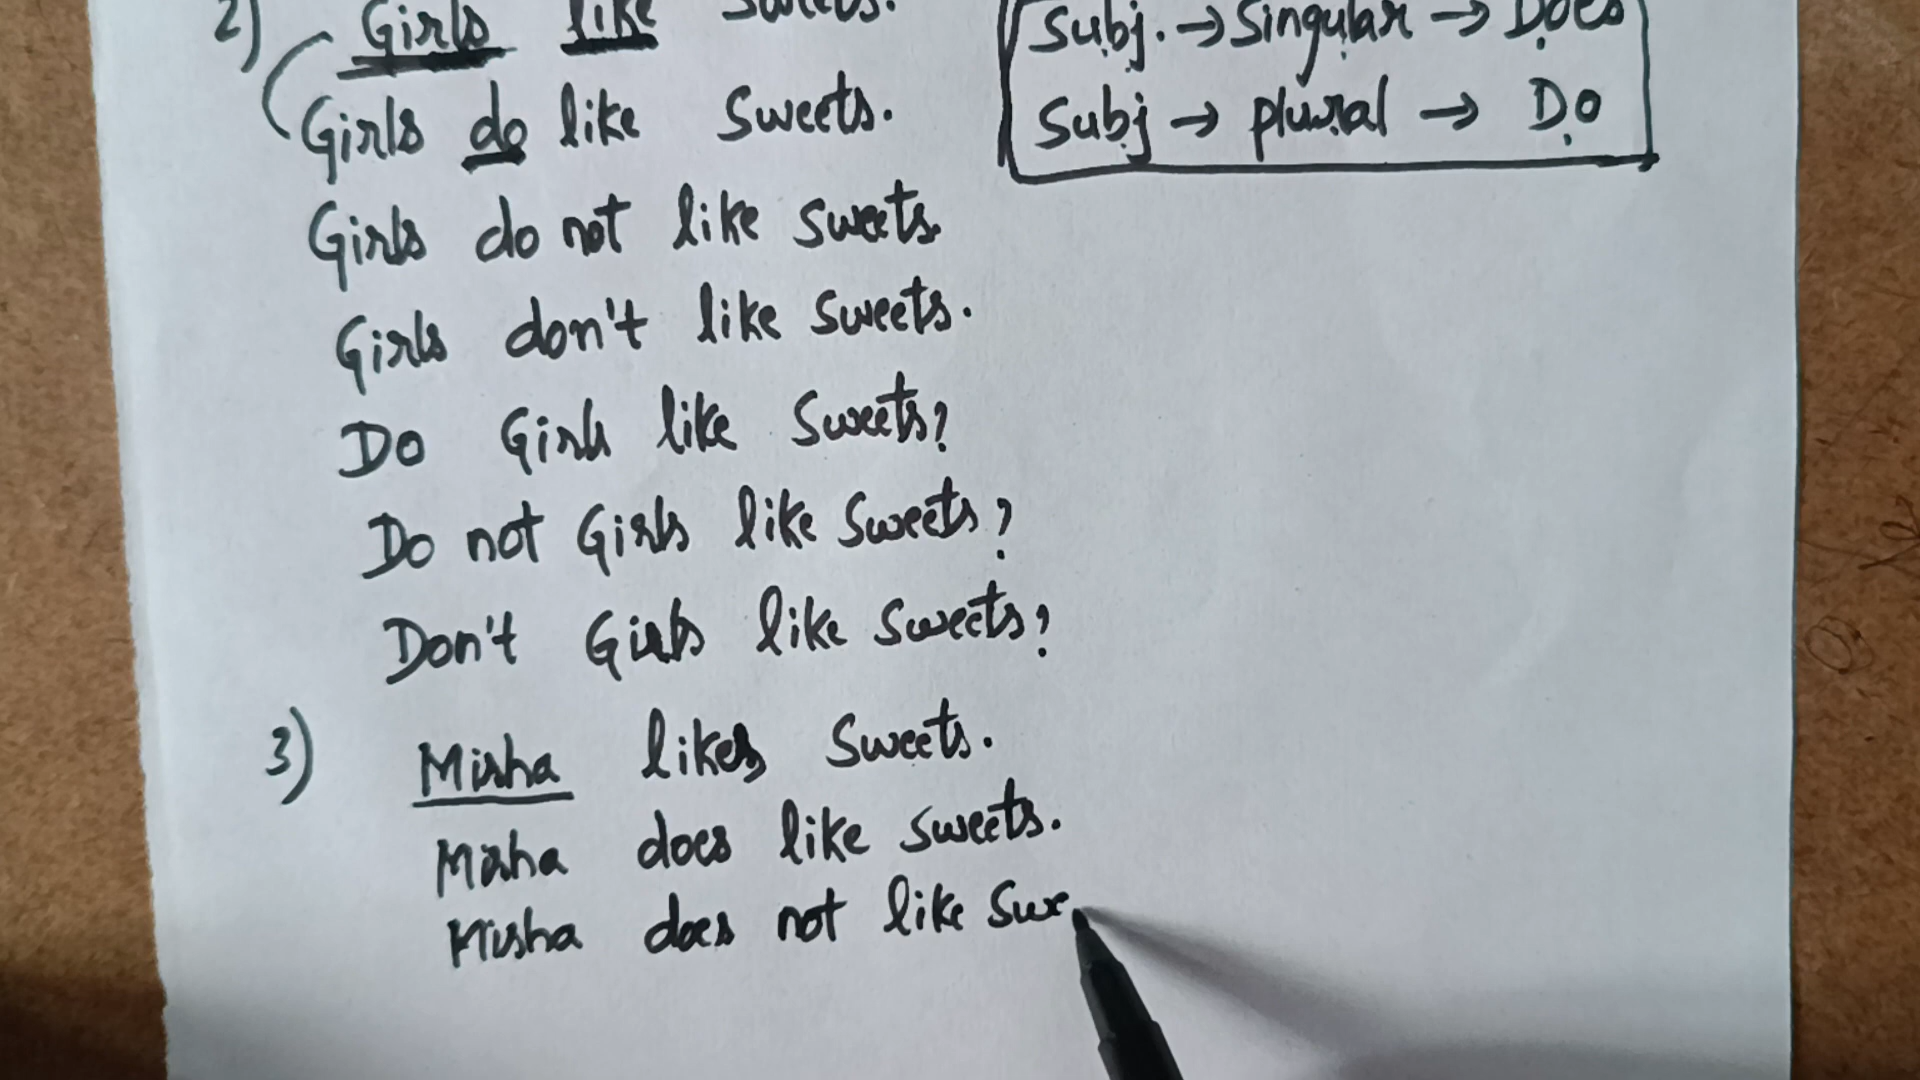 2) Girls like sweets.
Subj. → Singular → Does
Subj → plural → Do
Girls do like sweets.
Girls do not like sweets.
Girls don't like sweets.
Do Girls like sweets?
Do not Girls like sweets?
Don't Girls like sweets?
3) Misha likes sweets.
Misha does like sweets.
Misha does not like swe